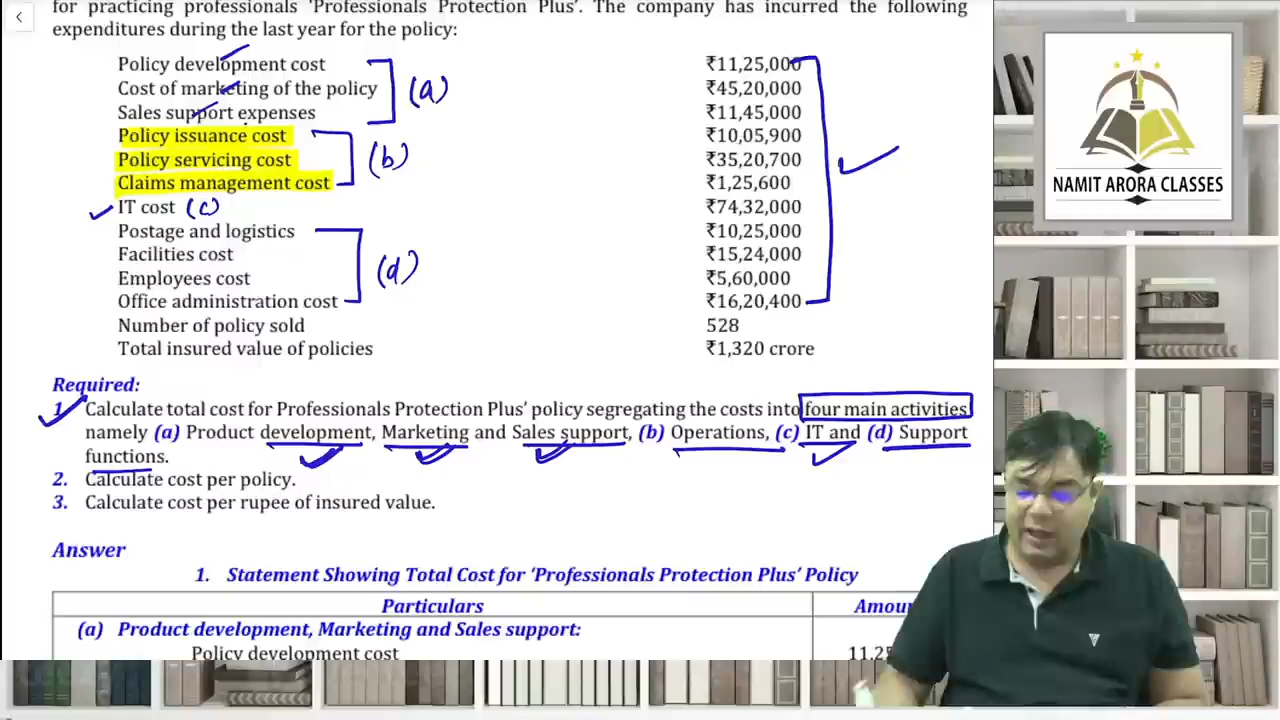 for practicing professionals 'Professionals Protection Plus'. The company has incurred the following
expenditures during the last year for the policy:
Policy development cost ₹11,25,000
Cost of marketing of the policy ₹45,20,000
Sales support expenses (a) ₹11,45,000
Policy issuance cost ₹10,05,900
Policy servicing cost (b) ₹35,20,700
Claims management cost ₹1,25,600
IT cost (c) ₹74,32,000
Postage and logistics ₹10,25,000
Facilities cost (d) ₹15,24,000
Employees cost ₹5,60,000
Office administration cost ₹16,20,400
Number of policy sold 528
Total insured value of policies ₹1,320 crore
Required:
1. Calculate total cost for Professionals Protection Plus' policy segregating the costs into four main activities
namely (a) Product development, Marketing and Sales support, (b) Operations, (c) IT and (d) Support
functions.
2. Calculate cost per policy.
3. Calculate cost per rupee of insured value.
Answer
1. Statement Showing Total Cost for 'Professionals Protection Plus' Policy
Particulars Amou
(a) Product development, Marketing and Sales support:
Policy development cost 11,25
NAMIT ARORA CLASSES